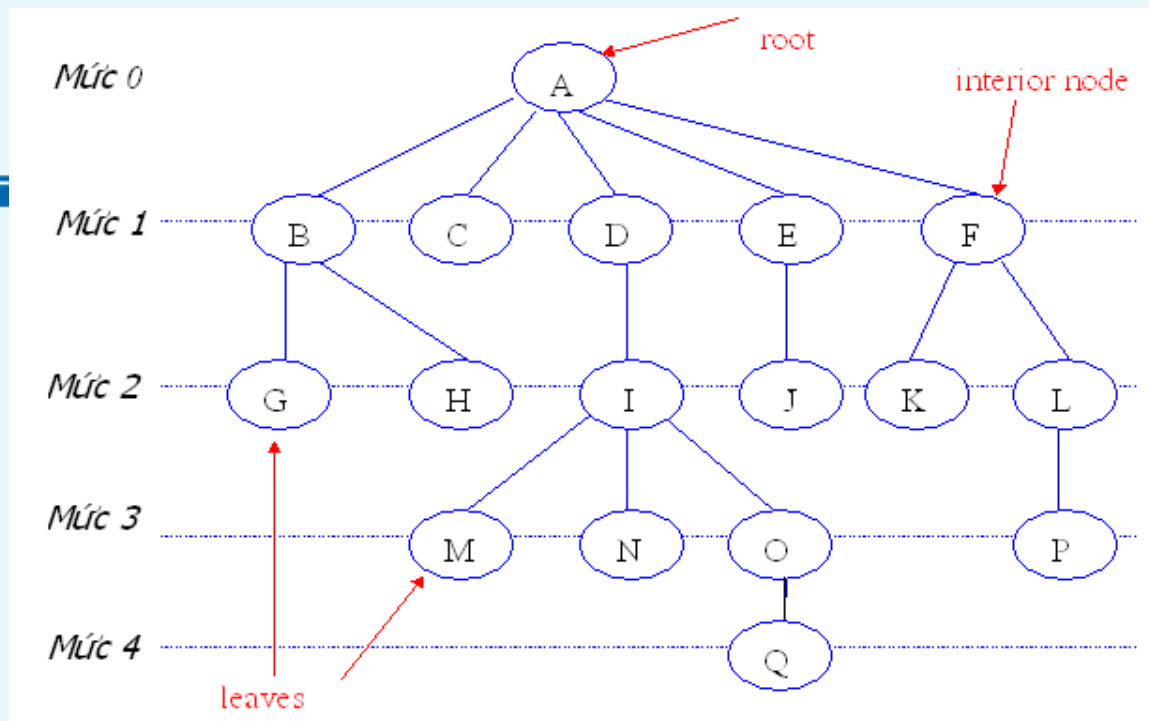 root
Mức 0
A
interior node
Mức 1
B C D E F
Mức 2
G H I J K L
Mức 3
M N O P
Mức 4
Q
leaves